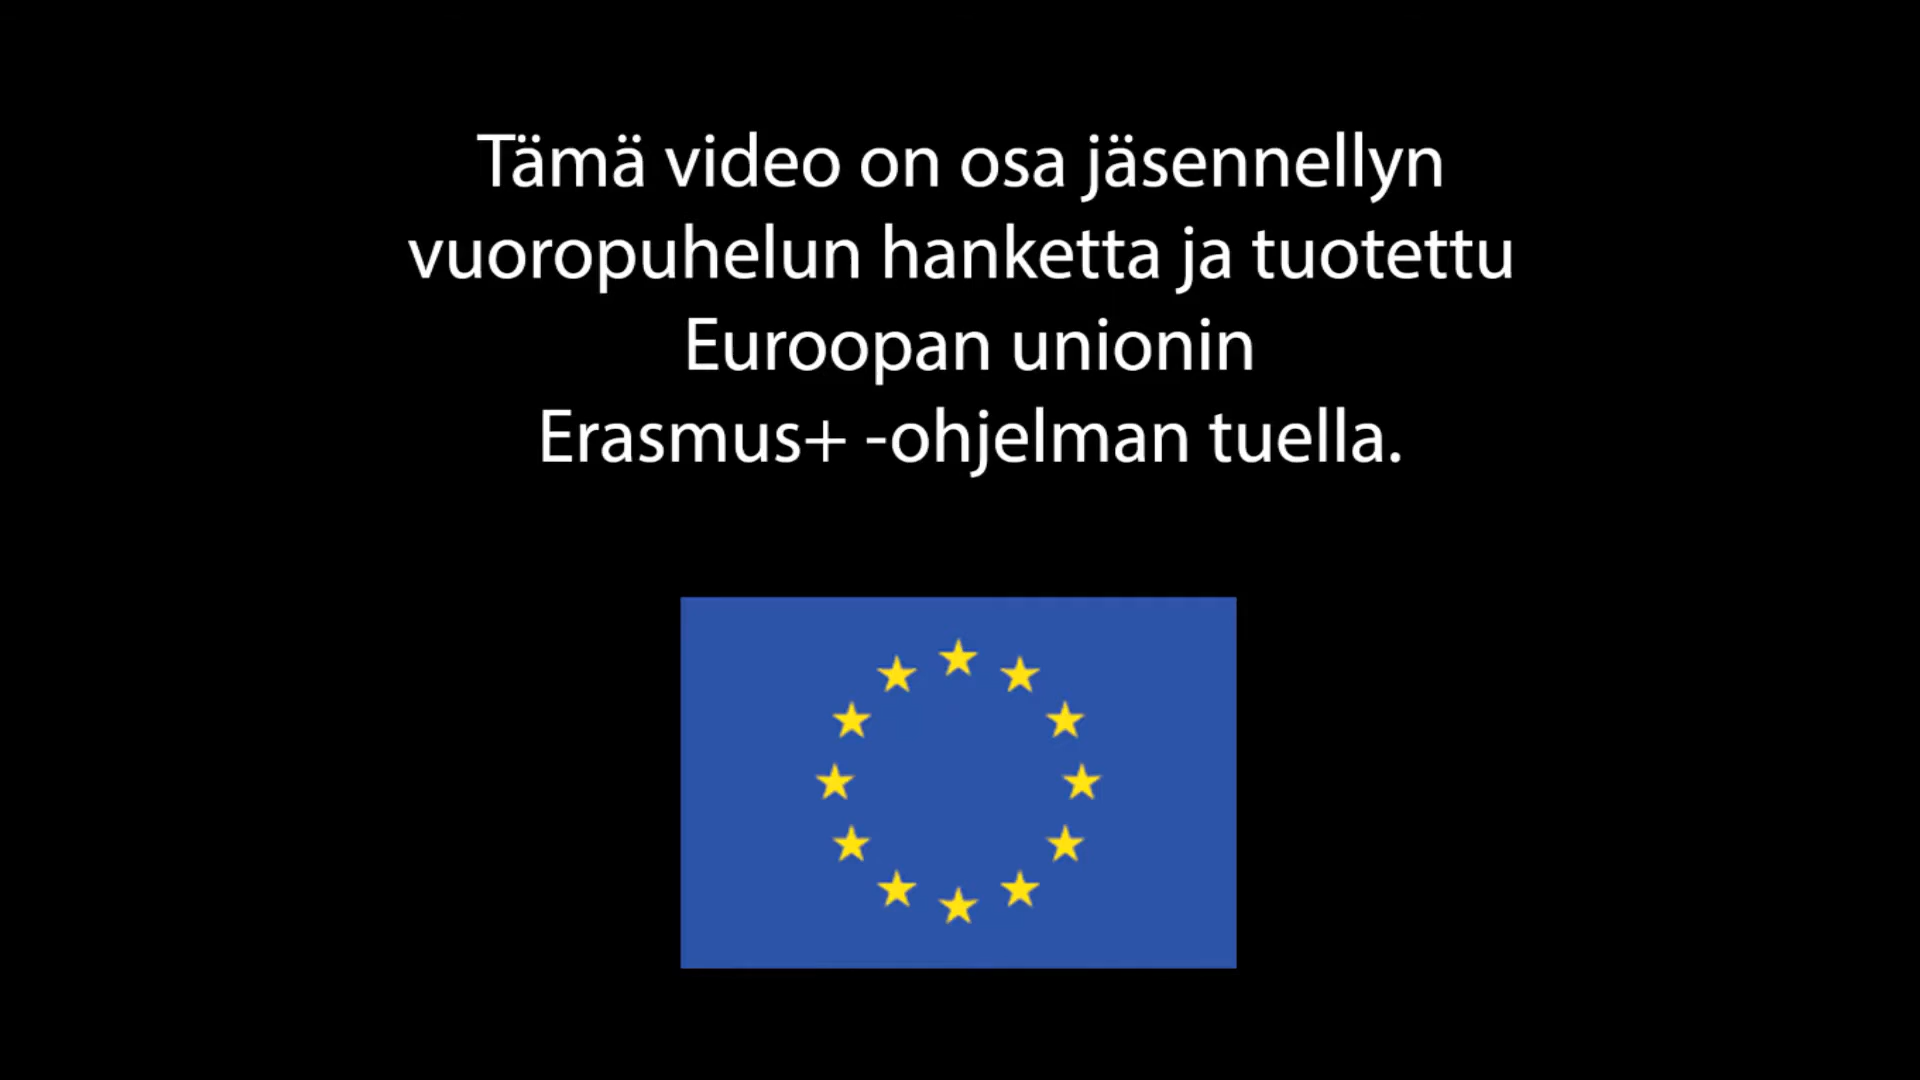 Tämä video on osa jäsennellyn
vuoropuhelun hanketta ja tuotettu
Euroopan unionin
Erasmus+ -ohjelman tuella.